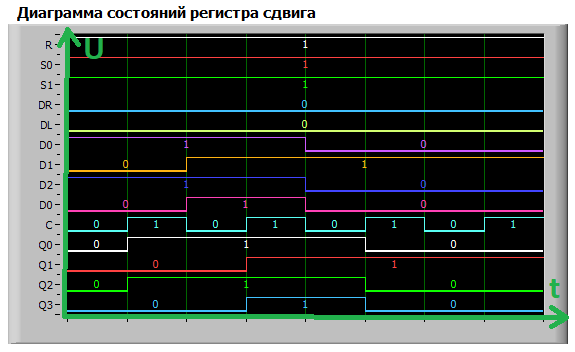 Диаграмма состояний регистра сдвига
U
R 1
S0 1
S1 1
DR 0
DL 0
D0 1 0
D1 0 1
D2 1 0
D0 0 1 0
C 0 1 0 1 0 1 0 1
Q0 0 1 0
Q1 0 1
Q2 0 1 0
Q3 0 1 0
t